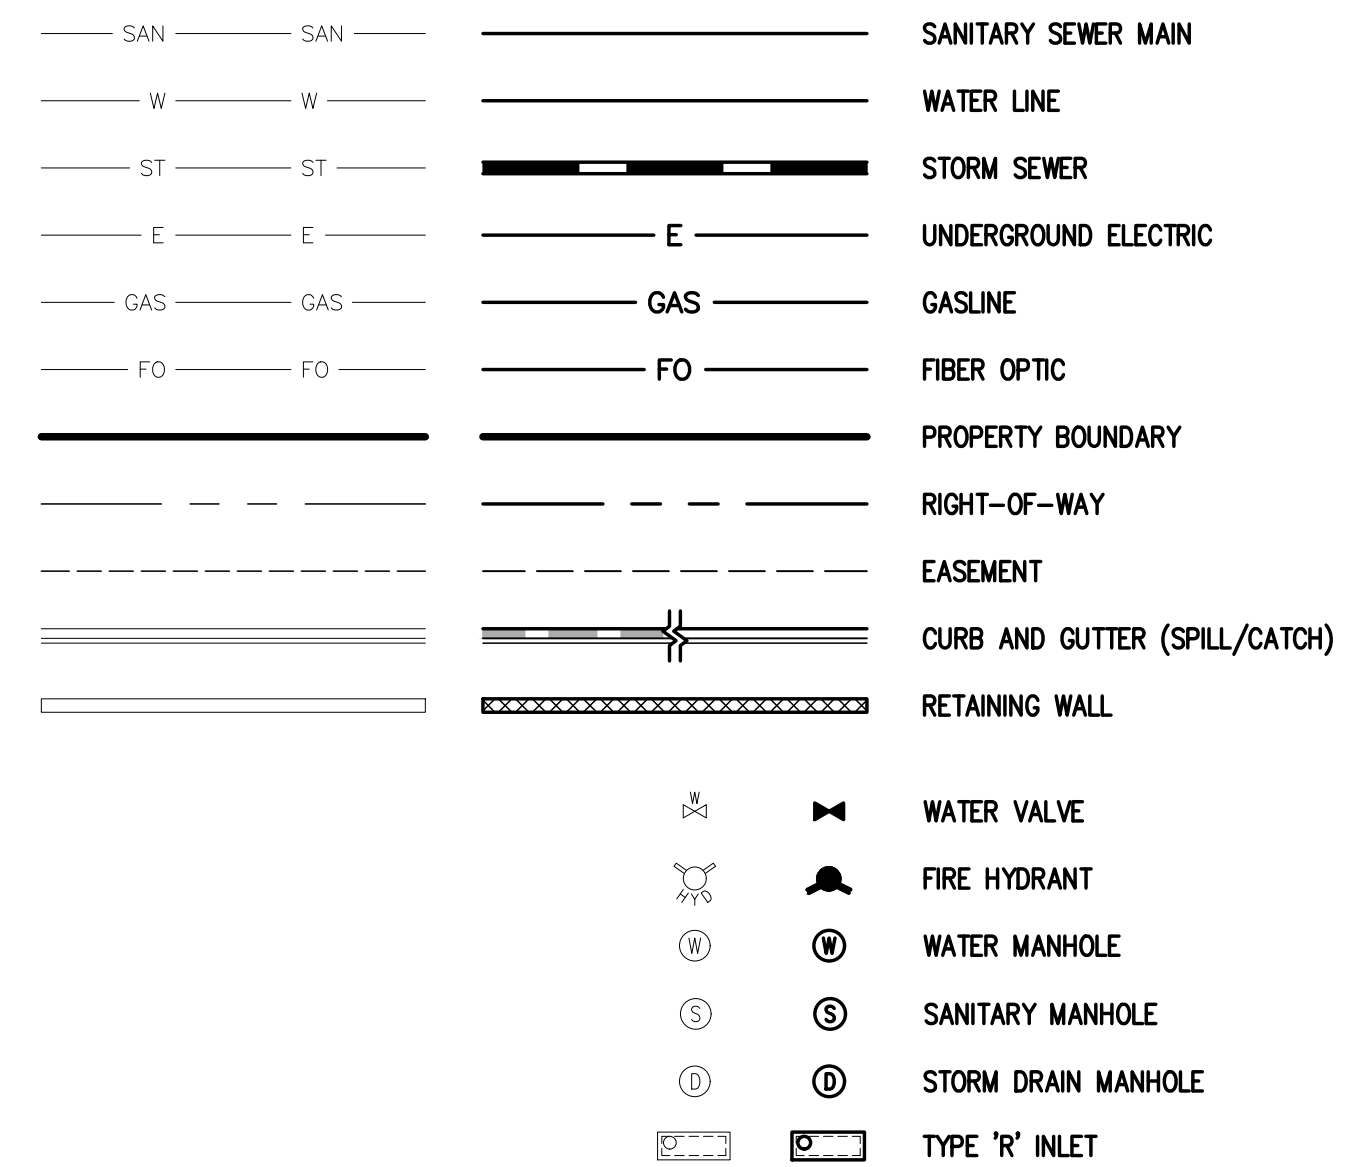 SAN SAN SANITARY SEWER MAIN
W W WATER LINE
ST ST STORM SEWER
E E E UNDERGROUND ELECTRIC
GAS GAS GAS GASLINE
FO FO FO FIBER OPTIC
PROPERTY BOUNDARY
RIGHT-OF-WAY
EASEMENT
CURB AND GUTTER (SPILL/CATCH)
RETAINING WALL
W WATER VALVE
HYD FIRE HYDRANT
W W WATER MANHOLE
S S SANITARY MANHOLE
D D STORM DRAIN MANHOLE
TYPE 'R' INLET